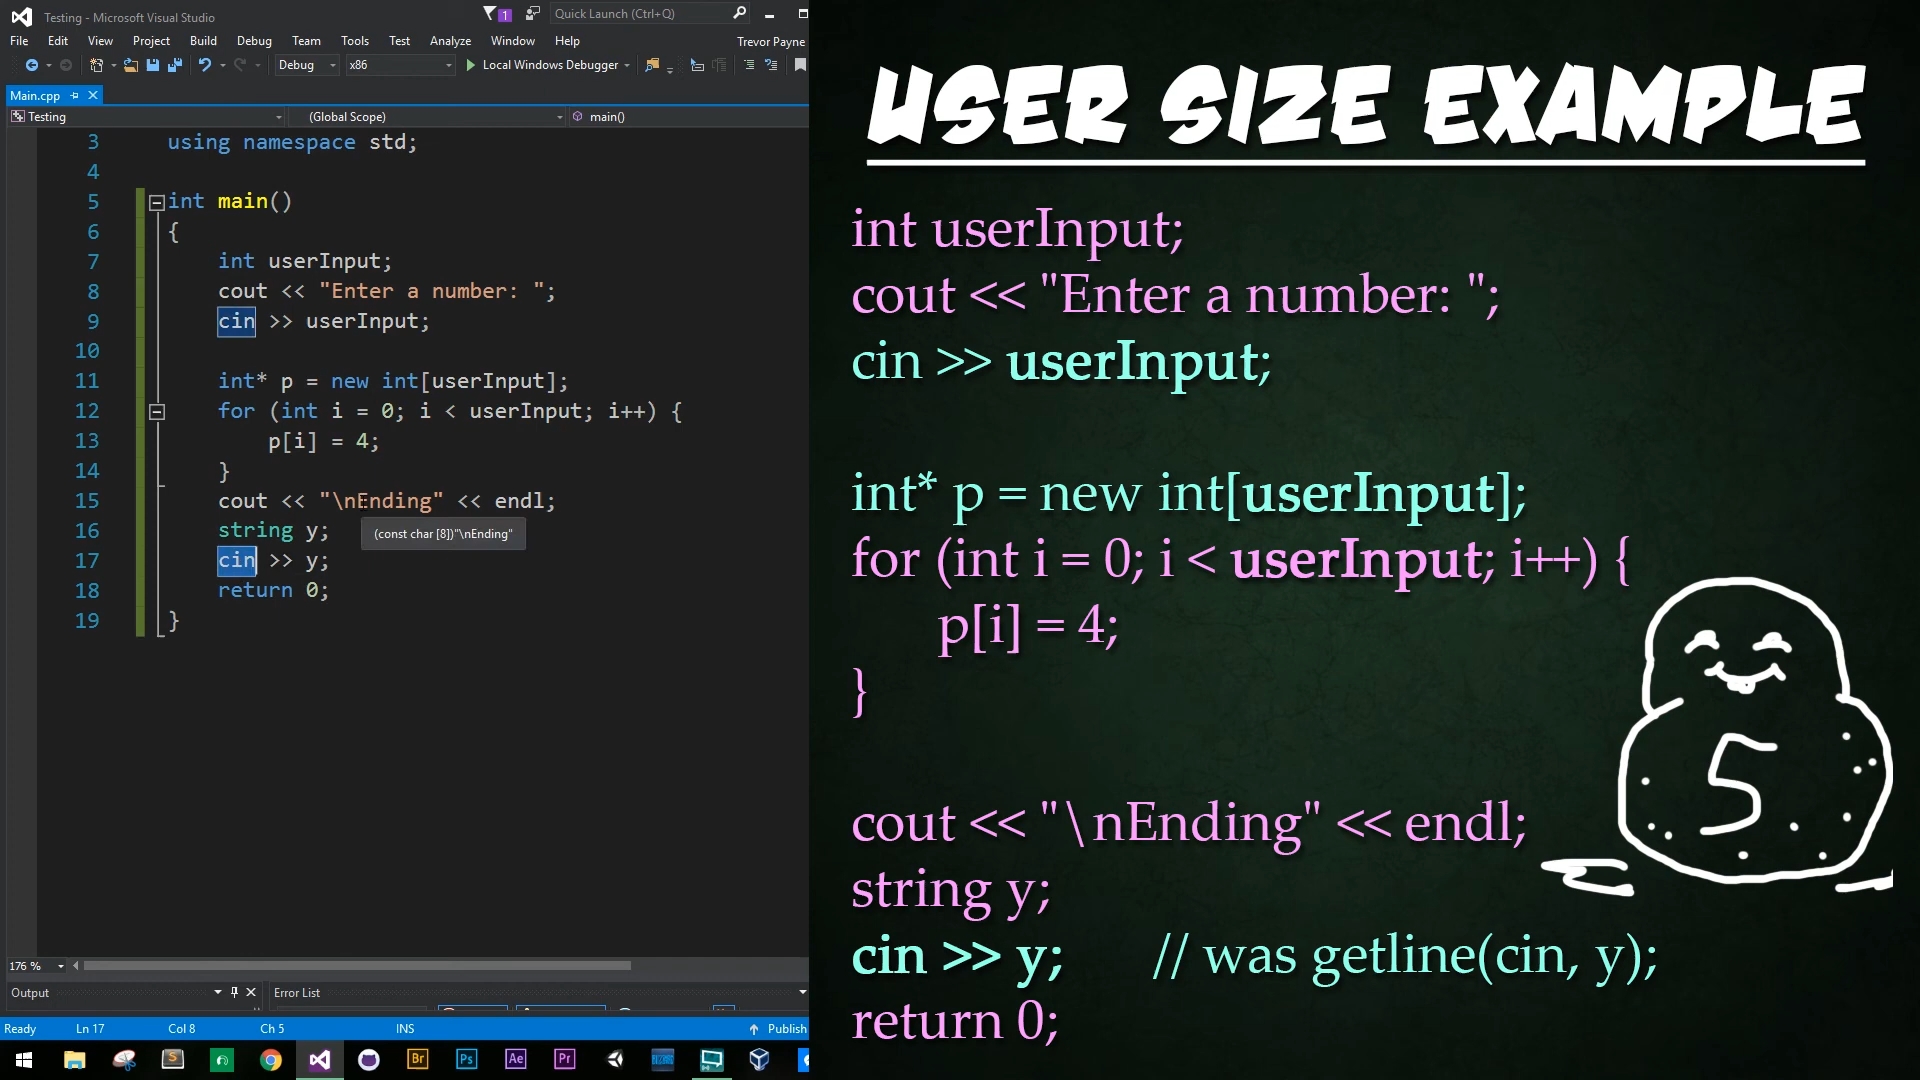 Testing - Microsoft Visual Studio
1
Quick Launch (Ctrl+Q)
File Edit View Project Build Debug Team Tools Test Analyze Window Help
Trevor Payne
Debug x86 Local Windows Debugger
Main.cpp
Testing (Global Scope) main()
3 using namespace std;
4
5 int main()
6 {
7 int userInput;
8 cout << "Enter a number: ";
9 cin >> userInput;
10
11 int* p = new int[userInput];
12 for (int i = 0; i < userInput; i++) {
13 p[i] = 4;
14 }
15 cout << "\nEnding" << endl;
16 string y;
(const char [8])"\nEnding"
17 cin >> y;
18 return 0;
19 }
176 %
Output Error List
Ready Ln 17 Col 8 Ch 5 INS Publish
S Br Ps Ae Pr
USER SIZE EXAMPLE
int userInput;
cout << "Enter a number: ";
cin >> userInput;
int* p = new int[userInput];
for (int i = 0; i < userInput; i++) {
p[i] = 4;
}
cout << "\nEnding" << endl;
string y;
cin >> y; // was getline(cin, y);
return 0;
5